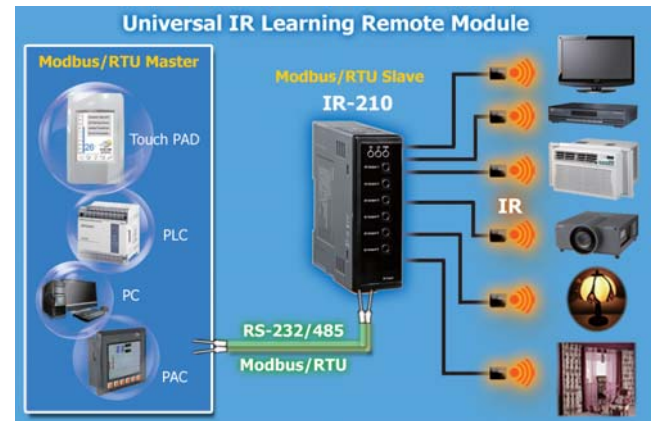 Universal IR Learning Remote Module
Modbus/RTU Master
Touch PAD
PLC
PC
PAC
Modbus/RTU Slave
IR-210
IR
RS-232/485
Modbus/RTU